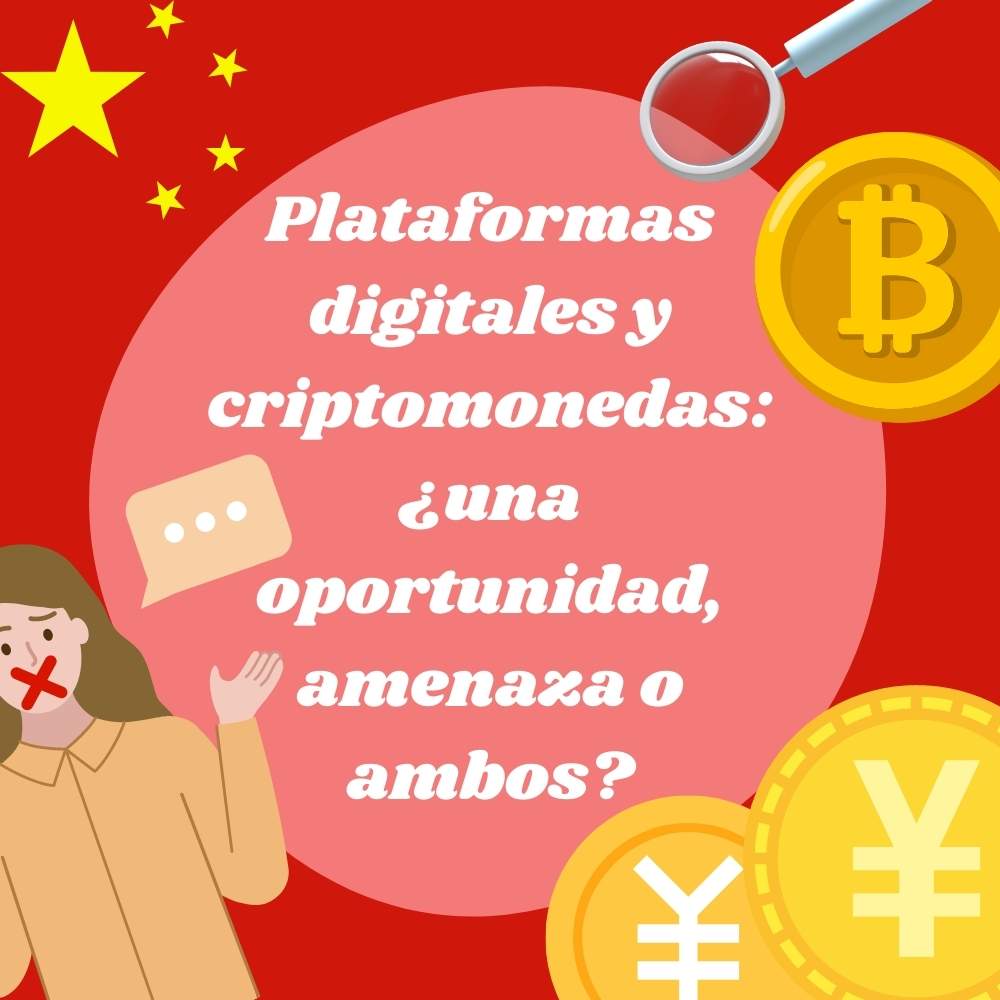 Plataformas
digitales y
criptomonedas:
¿una
oportunidad,
amenaza o
ambos?
₿
¥
¥